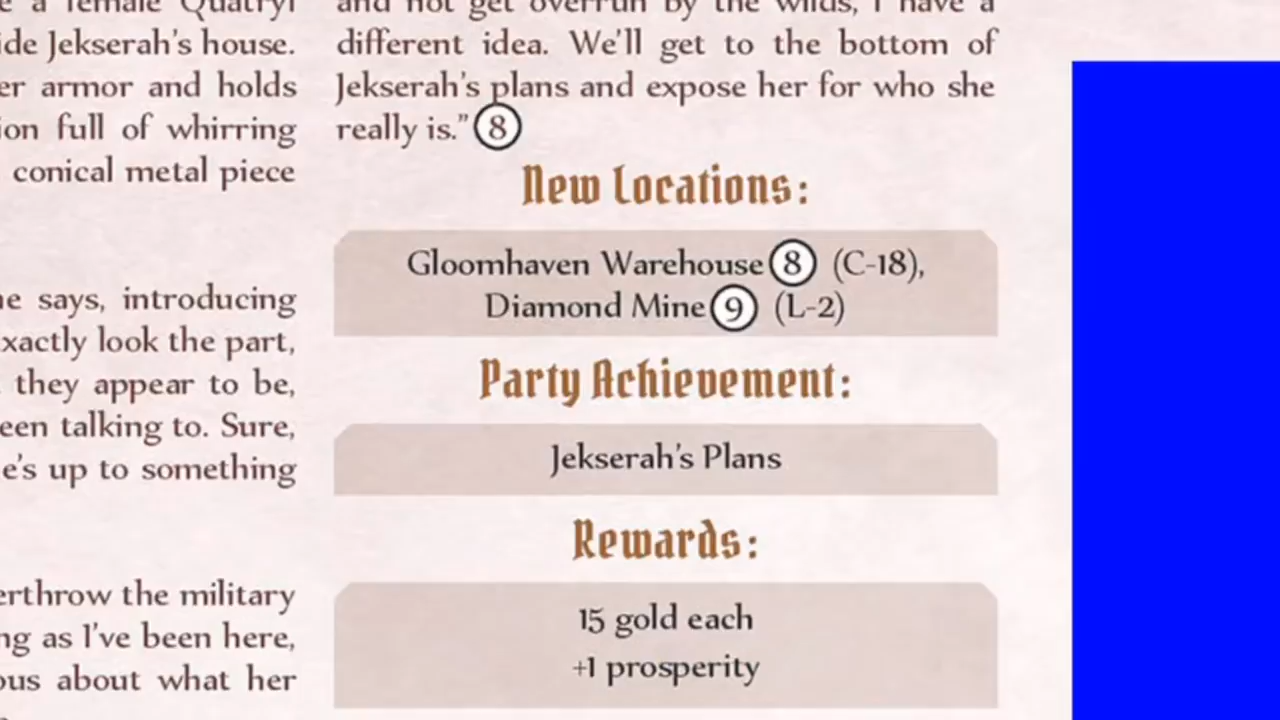 e a female Quatryl
ide Jekserah's house.
er armor and holds
ion full of whirring
conical metal piece
ne says, introducing
xactly look the part,
they appear to be,
een talking to. Sure,
e's up to something
erthrow the military
ng as I've been here,
ous about what her
and not get overrun by the wilds, I have a
different idea. We'll get to the bottom of
Jekserah's plans and expose her for who she
really is.” 8
New Locations:
Gloomhaven Warehouse 8 (C-18),
Diamond Mine 9 (L-2)
Party Achievement:
Jekserah's Plans
Rewards:
15 gold each
+1 prosperity